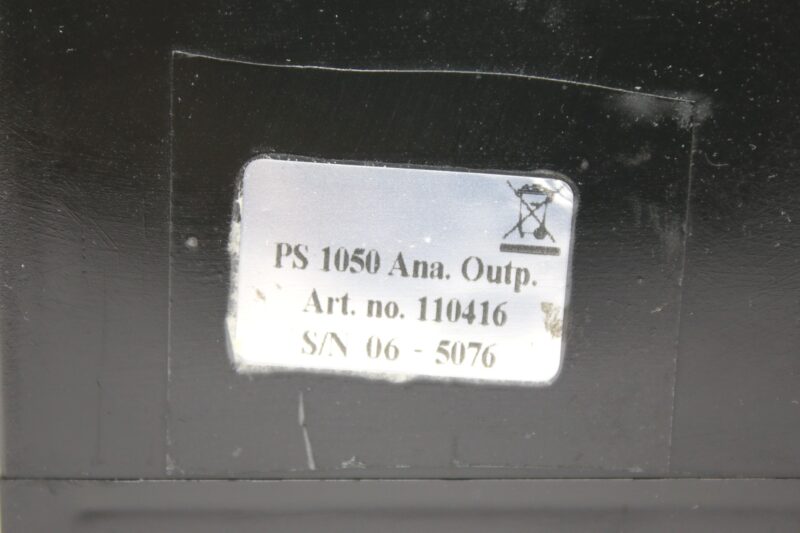 PS 1050 Ana. Outp.
Art. no. 110416
S/N 06 - 5076